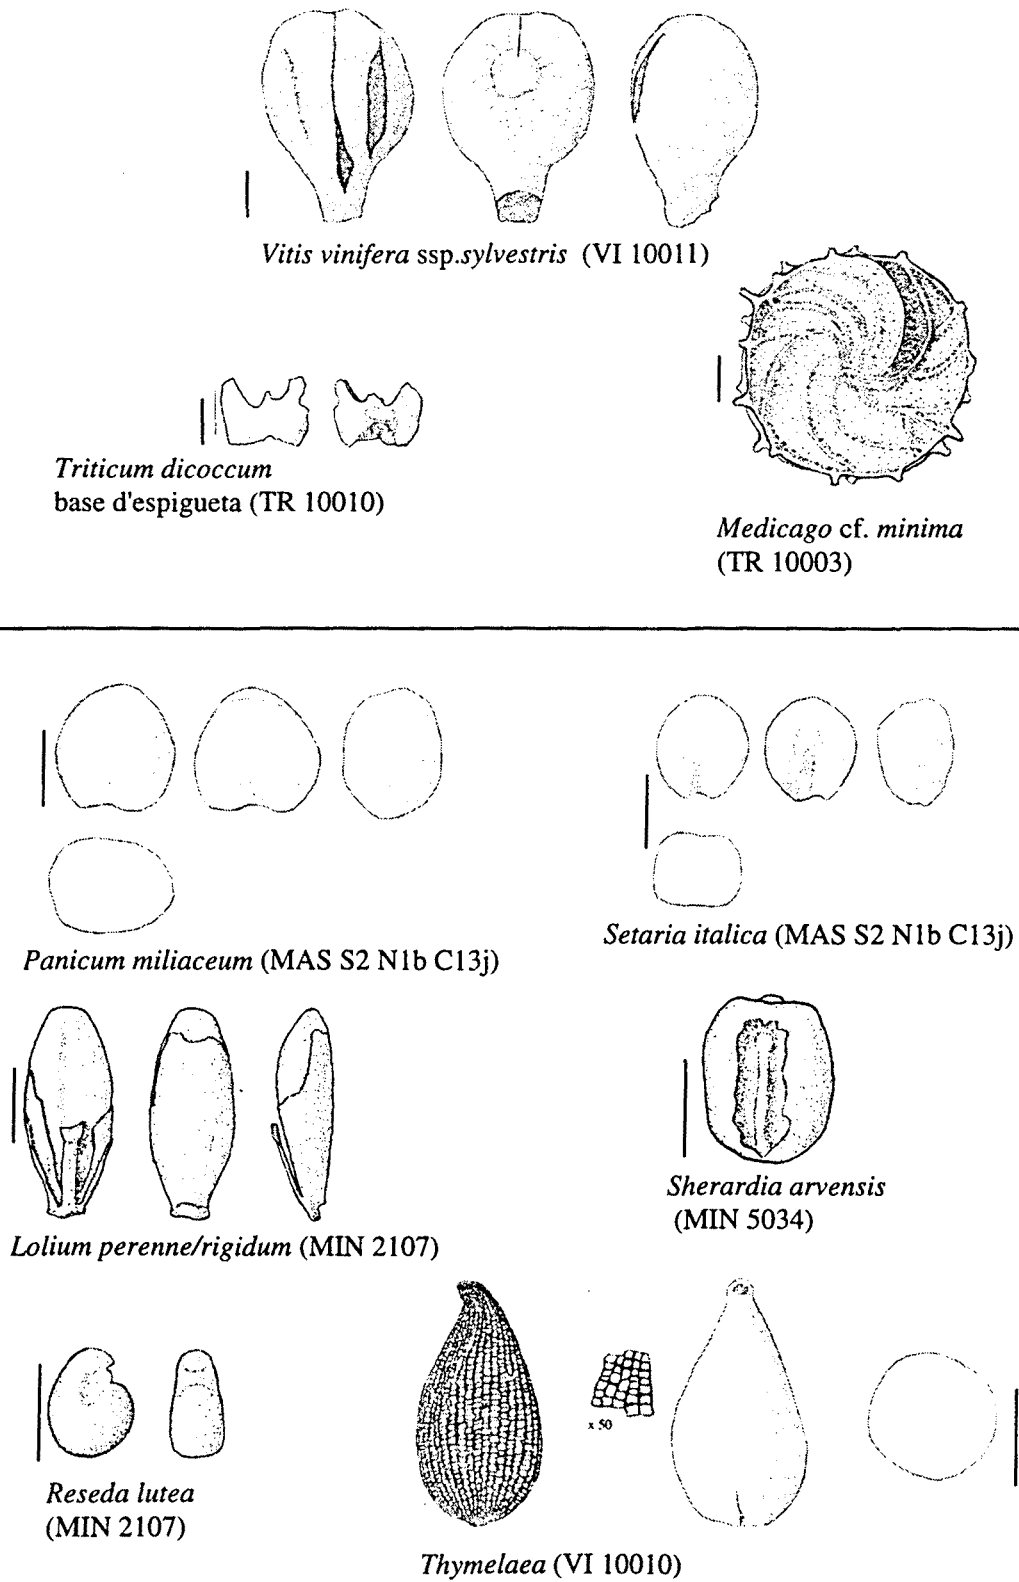 Vitis vinifera ssp.sylvestris (VI 10011)
Triticum dicoccum
base d'espigueta (TR 10010)
Medicago cf. minima
(TR 10003)
Panicum miliaceum (MAS S2 N1b C13j)
Setaria italica (MAS S2 N1b C13j)
Lolium perenne/rigidum (MIN 2107)
Sherardia arvensis
(MIN 5034)
Reseda lutea
(MIN 2107)
x 50
Thymelaea (VI 10010)